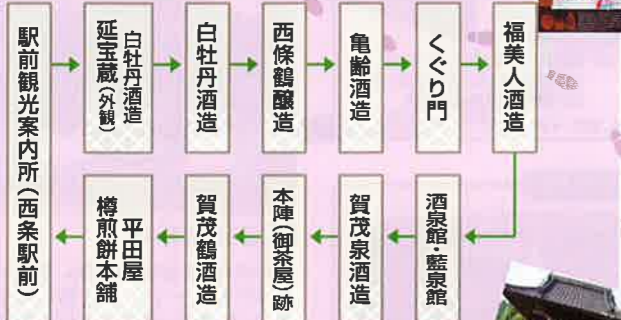 駅前観光案内所(西条駅前)
白牡丹酒造
延宝蔵(外観)
白牡丹酒造
西條鶴醸造
亀齢酒造
くぐり門
福美人酒造
酒泉館・藍泉館
賀茂泉酒造
本陣(御茶屋)跡
賀茂鶴酒造
平田屋
樽煎餅本舗